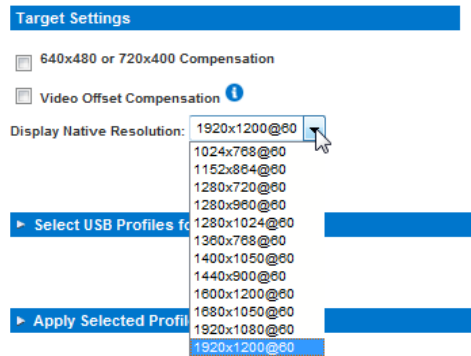 Target Settings
640x480 or 720x400 Compensation
Video Offset Compensation i
Display Native Resolution: 1920x1200@60
1024x768@60
1152x864@60
1280x720@60
1280x960@60
Select USB Profiles fo
1280x1024@60
1360x768@60
1400x1050@60
1440x900@60
1600x1200@60
1680x1050@60
Apply Selected Profil
1920x1080@60
1920x1200@60